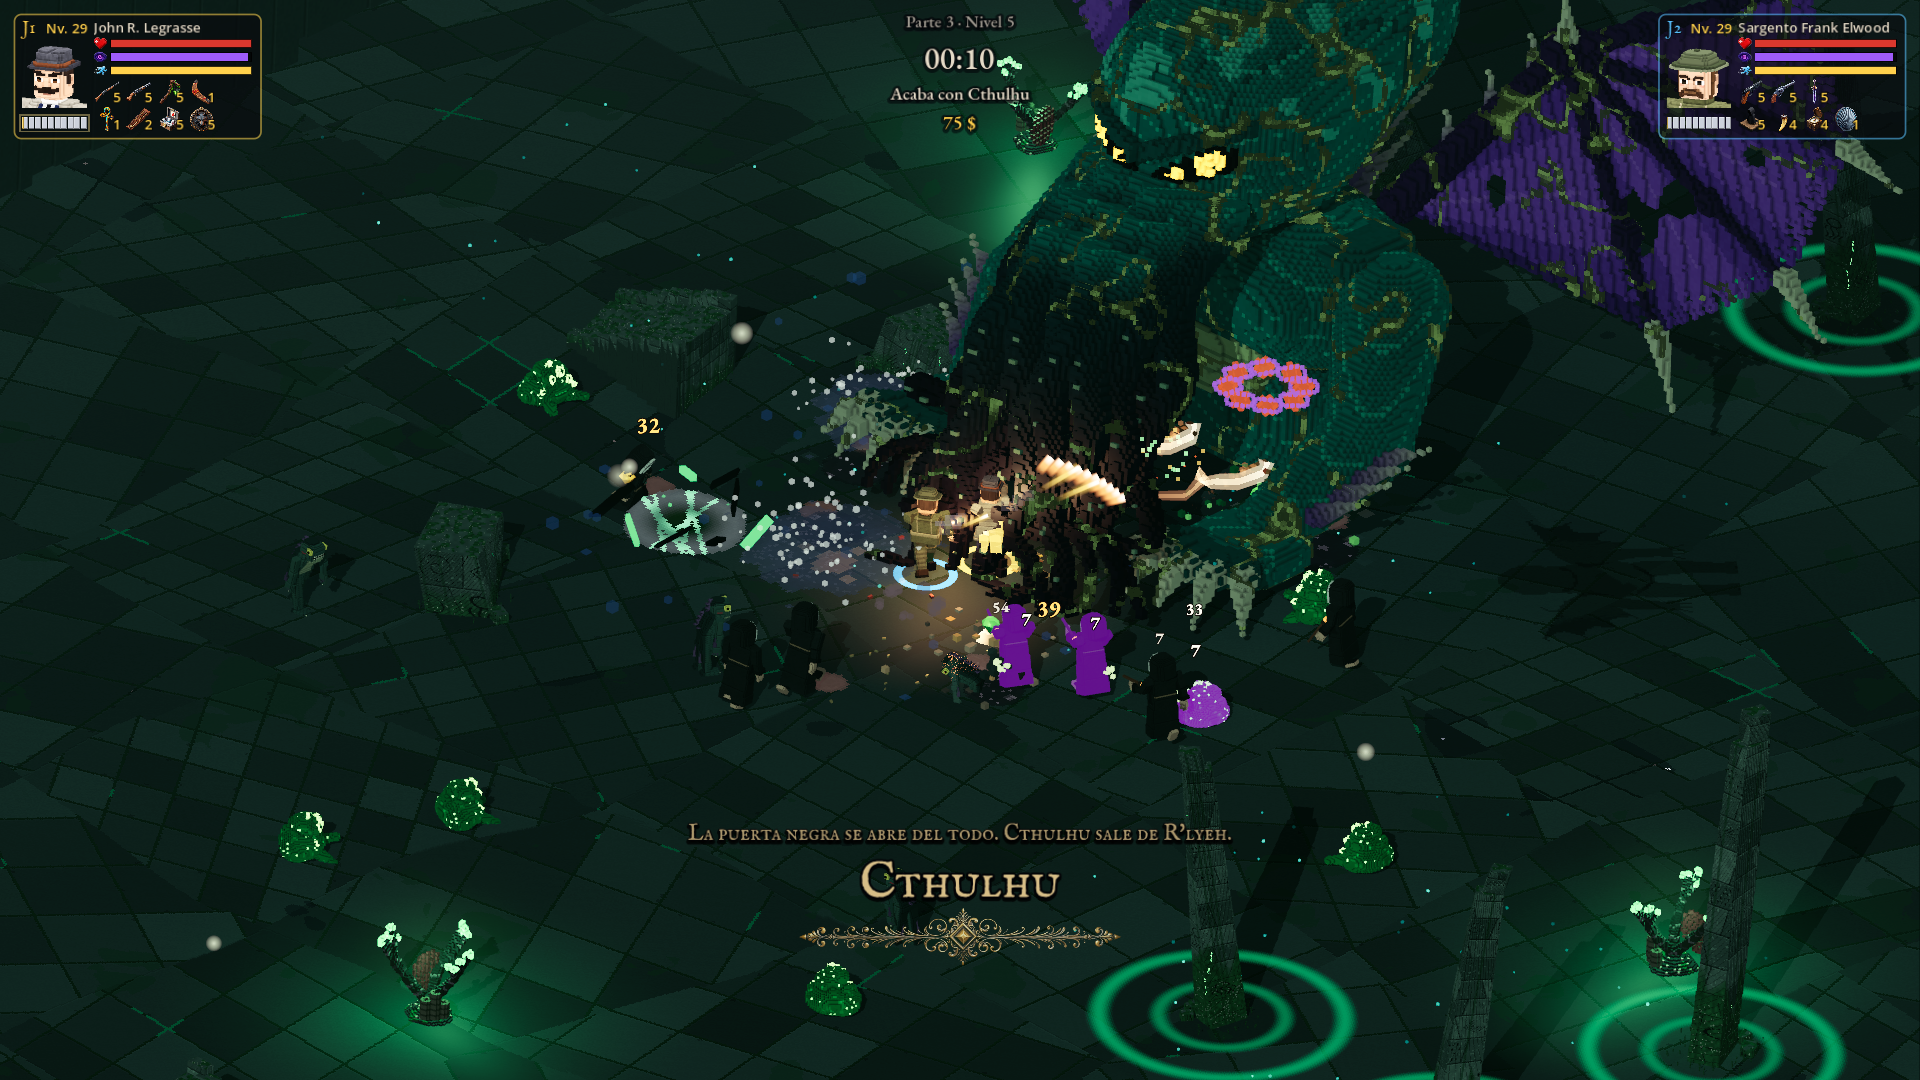 J1 Nv. 29 John R. Legrasse
5 5 5 1
1 2 5 5
Parte 3 · Nivel 5
00:10
Acaba con Cthulhu
75 $
J2 Nv. 29 Sargento Frank Elwood
5 5 5
5 4 4 1
32
54
7
39
7
33
7
7
La puerta negra se abre del todo. Cthulhu sale de R'lyeh.
Cthulhu